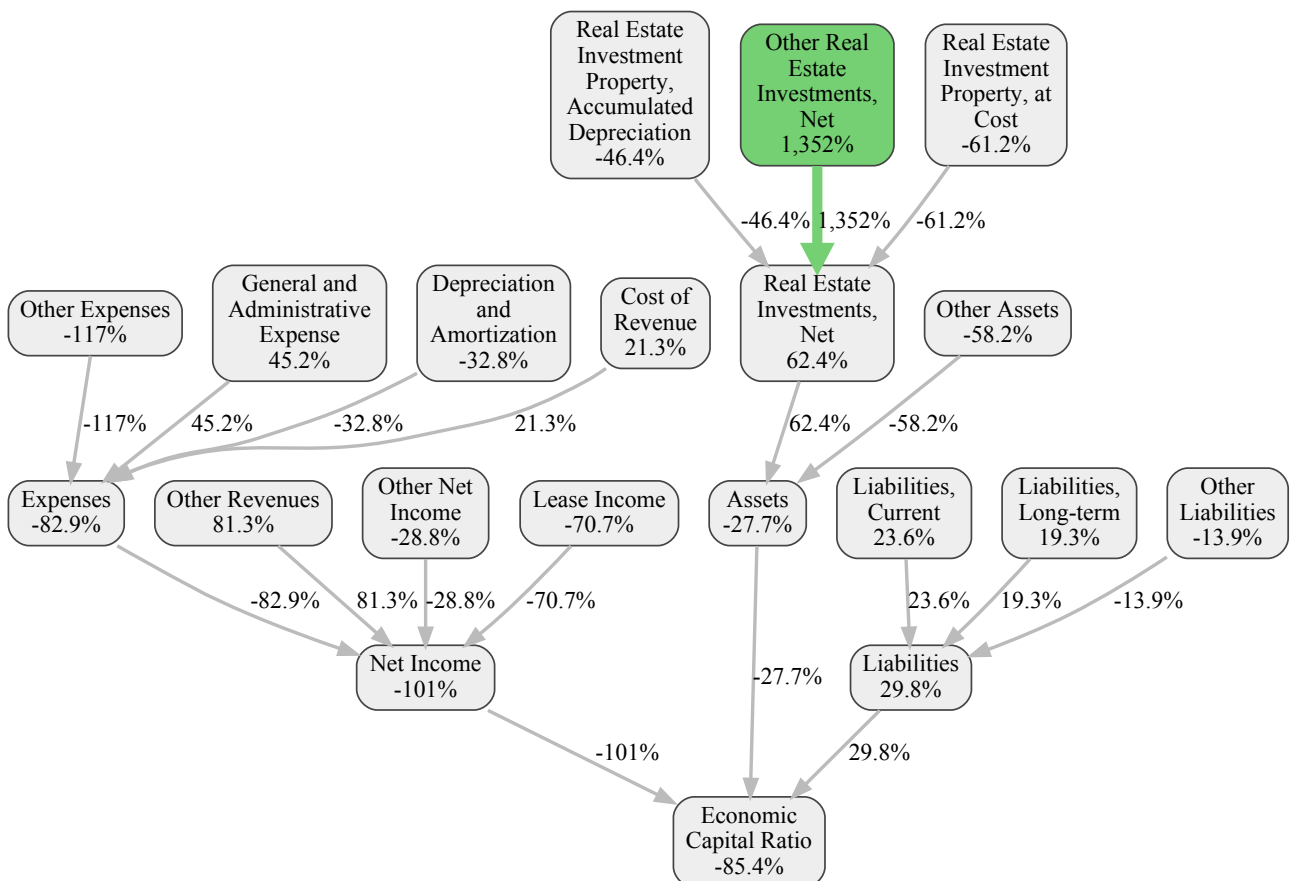 Real Estate
Investment
Property,
Accumulated
Depreciation
-46.4%
Other Real
Estate
Investments,
Net
1,352%
Real Estate
Investment
Property, at
Cost
-61.2%
-46.4%
1,352%
-61.2%
Other Expenses
-117%
General and
Administrative
Expense
45.2%
Depreciation
and
Amortization
-32.8%
Cost of
Revenue
21.3%
Real Estate
Investments,
Net
62.4%
Other Assets
-58.2%
-117%
45.2%
-32.8%
21.3%
62.4%
-58.2%
Expenses
-82.9%
Other Revenues
81.3%
Other Net
Income
-28.8%
Lease Income
-70.7%
Assets
-27.7%
Liabilities,
Current
23.6%
Liabilities,
Long-term
19.3%
Other
Liabilities
-13.9%
-82.9%
81.3%
-28.8%
-70.7%
23.6%
19.3%
-13.9%
Net Income
-101%
-27.7%
Liabilities
29.8%
-101%
29.8%
Economic
Capital Ratio
-85.4%